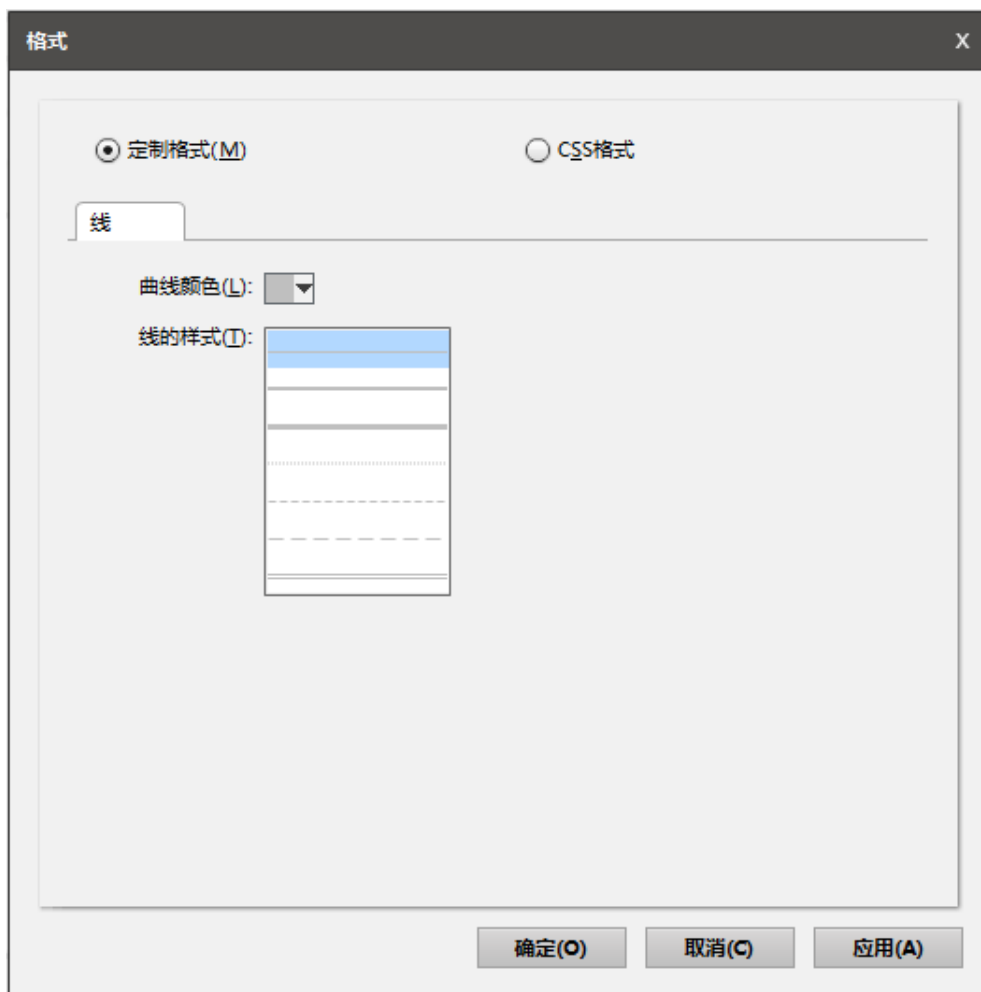 格式 X
定制格式(M) CSS格式
线
曲线颜色(L):
线的样式(T):
确定(O) 取消(C) 应用(A)